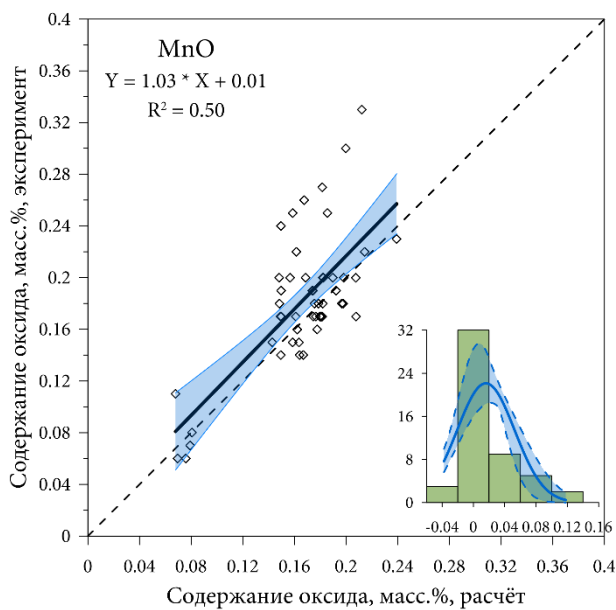 MnO
Y = 1.03 * X + 0.01
R² = 0.50
Содержание оксида, масс.%, эксперимент
0.4
0.36
0.32
0.28
0.24
0.2
0.16
0.12
0.08
0.04
0
32
24
16
8
0
-0.04 0 0.04 0.08 0.12 0.16
0 0.04 0.08 0.12 0.16 0.2 0.24 0.28 0.32 0.36 0.4
Содержание оксида, масс.%, расчёт